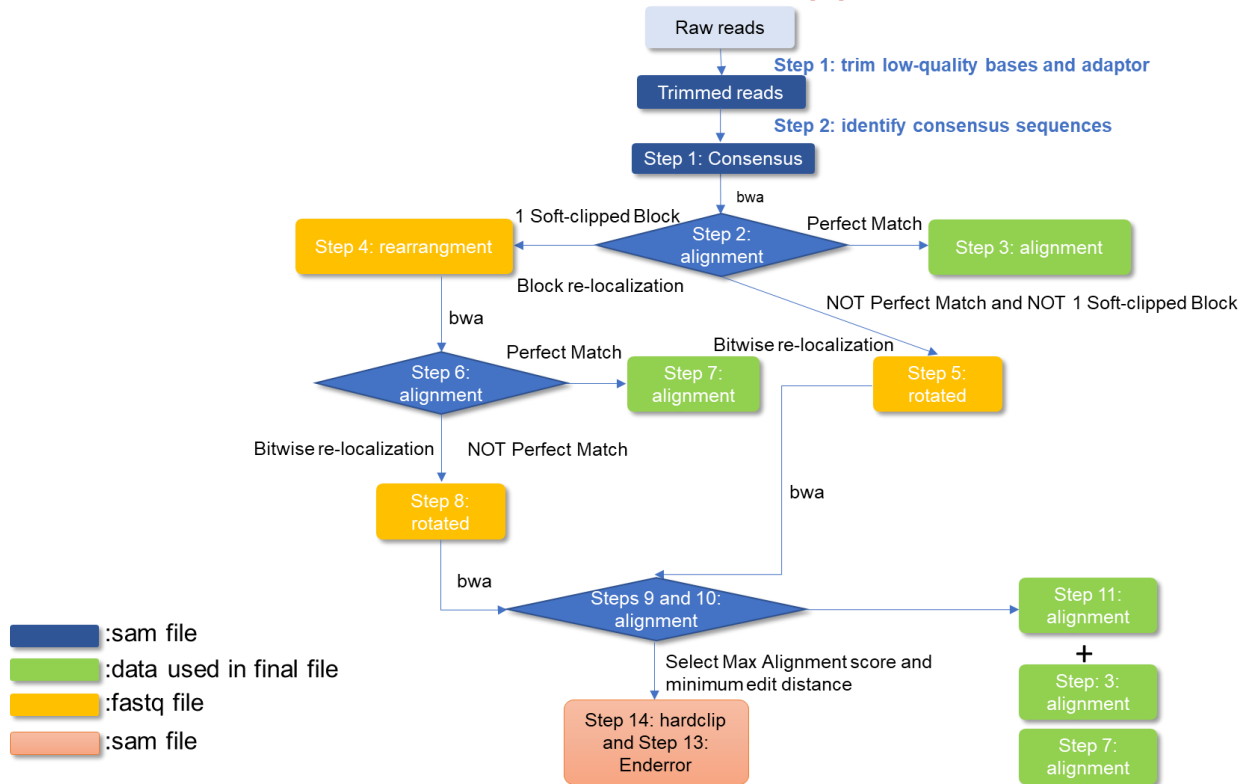 Raw reads
Step 1: trim low-quality bases and adaptor
Trimmed reads
Step 2: identify consensus sequences
Step 1: Consensus
bwa
1 Soft-clipped Block
Perfect Match
Step 4: rearrangment
Step 2:
alignment
Step 3: alignment
Block re-localization
NOT Perfect Match and NOT 1 Soft-clipped Block
bwa
Bitwise re-localization
Perfect Match
Step 6:
alignment
Step 7:
alignment
Step 5:
rotated
Bitwise re-localization
NOT Perfect Match
bwa
Step 8:
rotated
bwa
Steps 9 and 10:
alignment
Step 11:
alignment
+
Select Max Alignment score and
minimum edit distance
Step: 3:
alignment
Step 14: hardclip
and Step 13:
Enderror
Step 7:
alignment
:sam file
:data used in final file
:fastq file
:sam file